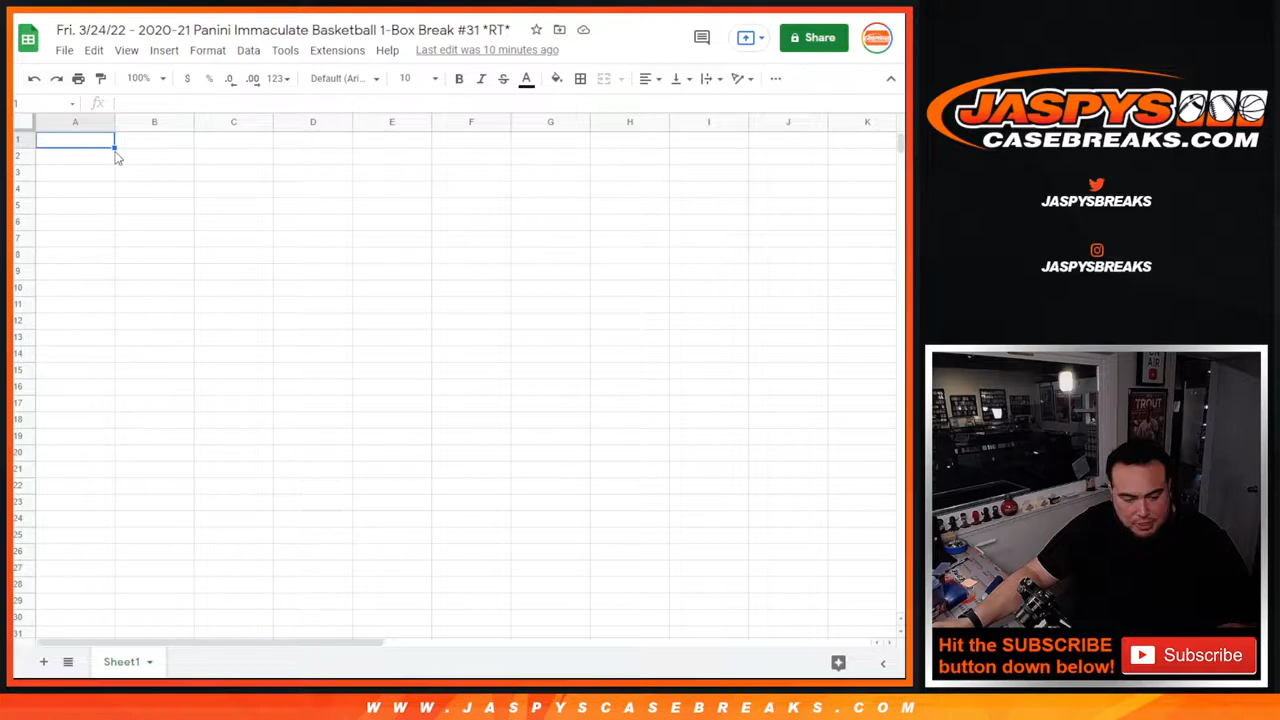 Fri. 3/24/22 - 2020-21 Panini Immaculate Basketball 1-Box Break #31 *RT*
File Edit View Insert Format Data Tools Extensions Help Last edit was 10 minutes ago
Share
100% $ % .0 .00 123 Default (Ari... 10 B I S A
1 fx
A B C D E F G H I J K
1
2
3
4
5
6
7
8
9
10
11
12
13
14
15
16
17
18
19
20
21
22
23
24
25
26
27
28
29
30
31
Sheet1
JASPYS
CASEBREAKS.COM
JASPYSBREAKS
JASPYSBREAKS
ON
AIR
TROUT
Hit the SUBSCRIBE
button down below!
Subscribe
WWW.JASPYSCASEBREAKS.COM